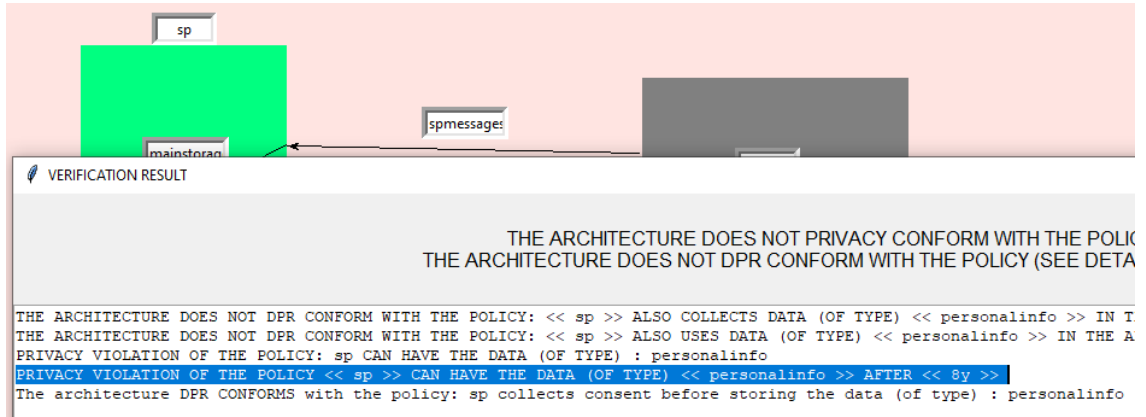 sp
spmessages
mainstorag
VERIFICATION RESULT
THE ARCHITECTURE DOES NOT PRIVACY CONFORM WITH THE POLIC
THE ARCHITECTURE DOES NOT DPR CONFORM WITH THE POLICY (SEE DETA
THE ARCHITECTURE DOES NOT DPR CONFORM WITH THE POLICY: << sp >> ALSO COLLECTS DATA (OF TYPE) << personalinfo >> IN T
THE ARCHITECTURE DOES NOT DPR CONFORM WITH THE POLICY: << sp >> ALSO USES DATA (OF TYPE) << personalinfo >> IN THE A
PRIVACY VIOLATION OF THE POLICY: sp CAN HAVE THE DATA (OF TYPE) : personalinfo
PRIVACY VIOLATION OF THE POLICY << sp >> CAN HAVE THE DATA (OF TYPE) << personalinfo >> AFTER << 8y >>
The architecture DPR CONFORMS with the policy: sp collects consent before storing the data (of type) : personalinfo